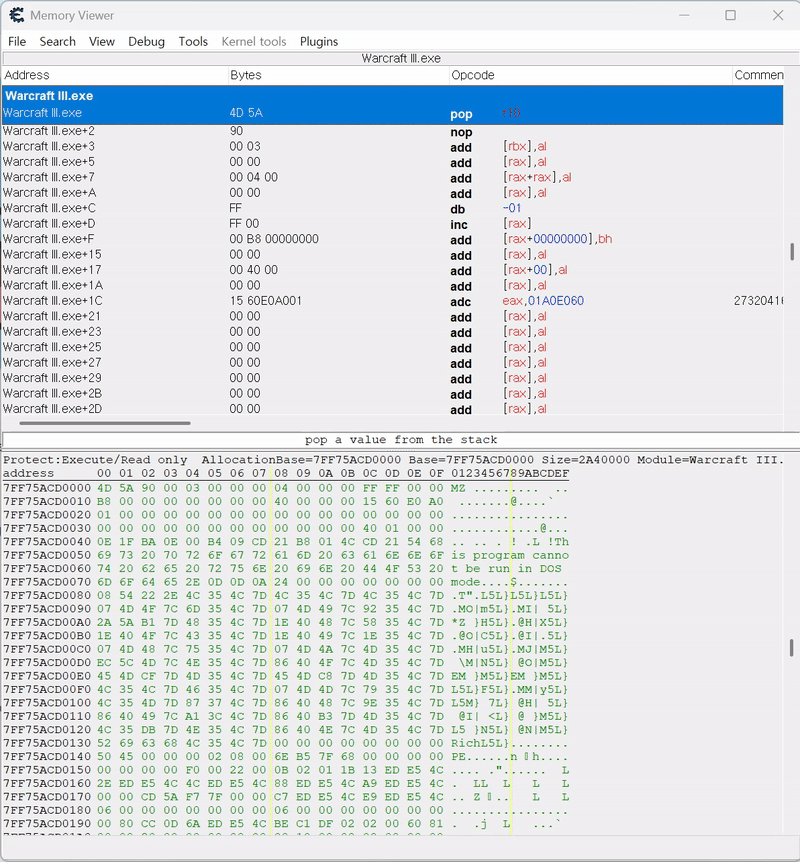 Memory Viewer
File Search View Debug Tools Kernel tools Plugins
Warcraft III.exe
Address Bytes Opcode Commen
Warcraft III.exe
Warcraft III.exe 4D 5A pop r10
Warcraft III.exe+2 90 nop
Warcraft III.exe+3 00 03 add [rbx],al
Warcraft III.exe+5 00 00 add [rax],al
Warcraft III.exe+7 00 04 00 add [rax+rax],al
Warcraft III.exe+A 00 00 add [rax],al
Warcraft III.exe+C FF db -01
Warcraft III.exe+D FF 00 inc [rax]
Warcraft III.exe+F 00 B8 00000000 add [rax+00000000],bh
Warcraft III.exe+15 00 00 add [rax],al
Warcraft III.exe+17 00 40 00 add [rax+00],al
Warcraft III.exe+1A 00 00 add [rax],al
Warcraft III.exe+1C 15 60E0A001 adc eax,01A0E060 27320416
Warcraft III.exe+21 00 00 add [rax],al
Warcraft III.exe+23 00 00 add [rax],al
Warcraft III.exe+25 00 00 add [rax],al
Warcraft III.exe+27 00 00 add [rax],al
Warcraft III.exe+29 00 00 add [rax],al
Warcraft III.exe+2B 00 00 add [rax],al
Warcraft III.exe+2D 00 00 add [rax],al
pop a value from the stack
Protect:Execute/Read only AllocationBase=7FF75ACD0000 Base=7FF75ACD0000 Size=2A40000 Module=Warcraft III.
address 00 01 02 03 04 05 06 07 08 09 0A 0B 0C 0D 0E 0F 0123456789ABCDEF
7FF75ACD0000 4D 5A 90 00 03 00 00 00 04 00 00 00 FF FF 00 00 MZ ......... ..
7FF75ACD0010 B8 00 00 00 00 00 00 00 40 00 00 00 15 60 E0 A0 .......@....`
7FF75ACD0020 01 00 00 00 00 00 00 00 00 00 00 00 00 00 00 00 ................
7FF75ACD0030 00 00 00 00 00 00 00 00 00 00 00 00 40 01 00 00 ............@...
7FF75ACD0040 0E 1F BA 0E 00 B4 09 CD 21 B8 01 4C CD 21 54 68 .. .. . ! .L !Th
7FF75ACD0050 69 73 20 70 72 6F 67 72 61 6D 20 63 61 6E 6E 6F is program canno
7FF75ACD0060 74 20 62 65 20 72 75 6E 20 69 6E 20 44 4F 53 20 t be run in DOS
7FF75ACD0070 6D 6F 64 65 2E 0D 0D 0A 24 00 00 00 00 00 00 00 mode....$.......
7FF75ACD0080 08 54 22 2E 4C 35 4C 7D 4C 35 4C 7D 4C 35 4C 7D .T".L5L}L5L}L5L}
7FF75ACD0090 07 4D 4F 7C 6D 35 4C 7D 07 4D 49 7C 92 35 4C 7D .MO|m5L}.MI| 5L}
7FF75ACD00A0 2A 5A B1 7D 48 35 4C 7D 1E 40 48 7C 58 35 4C 7D *Z }H5L}.@H|X5L}
7FF75ACD00B0 1E 40 4F 7C 43 35 4C 7D 1E 40 49 7C 1E 35 4C 7D .@O|C5L}.@I|.5L}
7FF75ACD00C0 07 4D 48 7C 75 35 4C 7D 07 4D 4A 7C 4D 35 4C 7D .MH|u5L}.MJ|M5L}
7FF75ACD00D0 EC 5C 4D 7C 4E 35 4C 7D 86 40 4F 7C 4D 35 4C 7D \M|N5L} @O|M5L}
7FF75ACD00E0 45 4D CF 7D 4D 35 4C 7D 45 4D C8 7D 4D 35 4C 7D EM }M5L}EM }M5L}
7FF75ACD00F0 4C 35 4C 7D 46 35 4C 7D 07 4D 4D 7C 79 35 4C 7D L5L}F5L}.MM|y5L}
7FF75ACD0100 4C 35 4D 7D 87 37 4C 7D 86 40 48 7C 9E 35 4C 7D L5M} 7L} @H| 5L}
7FF75ACD0110 86 40 49 7C A1 3C 4C 7D 86 40 B3 7D 4D 35 4C 7D @I| <L} @ }M5L}
7FF75ACD0120 4C 35 DB 7D 4E 35 4C 7D 86 40 4E 7C 4D 35 4C 7D L5 }N5L} @N|M5L}
7FF75ACD0130 52 69 63 68 4C 35 4C 7D 00 00 00 00 00 00 00 00 RichL5L}........
7FF75ACD0140 50 45 00 00 00 00 02 08 00 6E B5 7F 68 00 00 00 00 PE......n h....
7FF75ACD0150 00 00 00 00 F0 00 22 00 0B 02 01 1B 13 ED E5 4C .... ."..... L
7FF75ACD0160 2E ED E5 4C 4C ED E5 4C 88 ED E5 4C A9 ED E5 4C . LL L L L
7FF75ACD0170 00 00 CD 5A F7 7F 00 00 C7 ED E5 4C E9 ED E5 4C .. Z .. L L
7FF75ACD0180 06 00 00 00 00 00 00 00 06 00 00 00 00 00 00 00 ................
7FF75ACD0190 00 80 CC 0D 6A ED E5 4C BE C1 DF 02 02 00 60 81 . .j L ...`